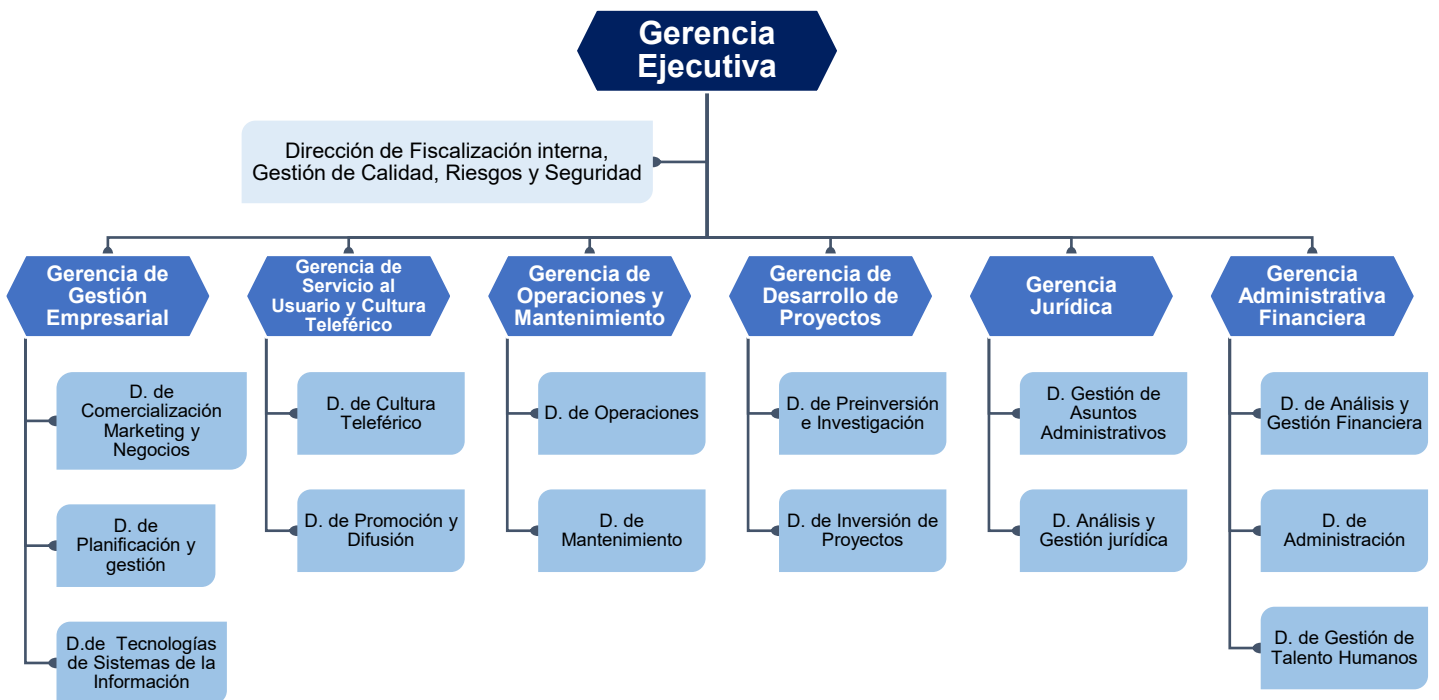 Gerencia
Ejecutiva
Dirección de Fiscalización interna,
Gestión de Calidad, Riesgos y Seguridad
Gerencia de
Gestión
Empresarial
Gerencia de
Servicio al
Usuario y Cultura
Teleférico
Gerencia de
Operaciones y
Mantenimiento
Gerencia de
Desarrollo de
Proyectos
Gerencia
Jurídica
Gerencia
Administrativa
Financiera
D. de
Comercialización
Marketing y
Negocios
D. de Cultura
Teleférico
D. de Operaciones
D. de Preinversión
e Investigación
D. Gestión de
Asuntos
Administrativos
D. de Análisis y
Gestión Financiera
D. de
Planificación y
gestión
D. de Promoción y
Difusión
D. de
Mantenimiento
D. de Inversión de
Proyectos
D. Análisis y
Gestión jurídica
D. de
Administración
D.de Tecnologías
de Sistemas de la
Información
D. de Gestión de
Talento Humanos